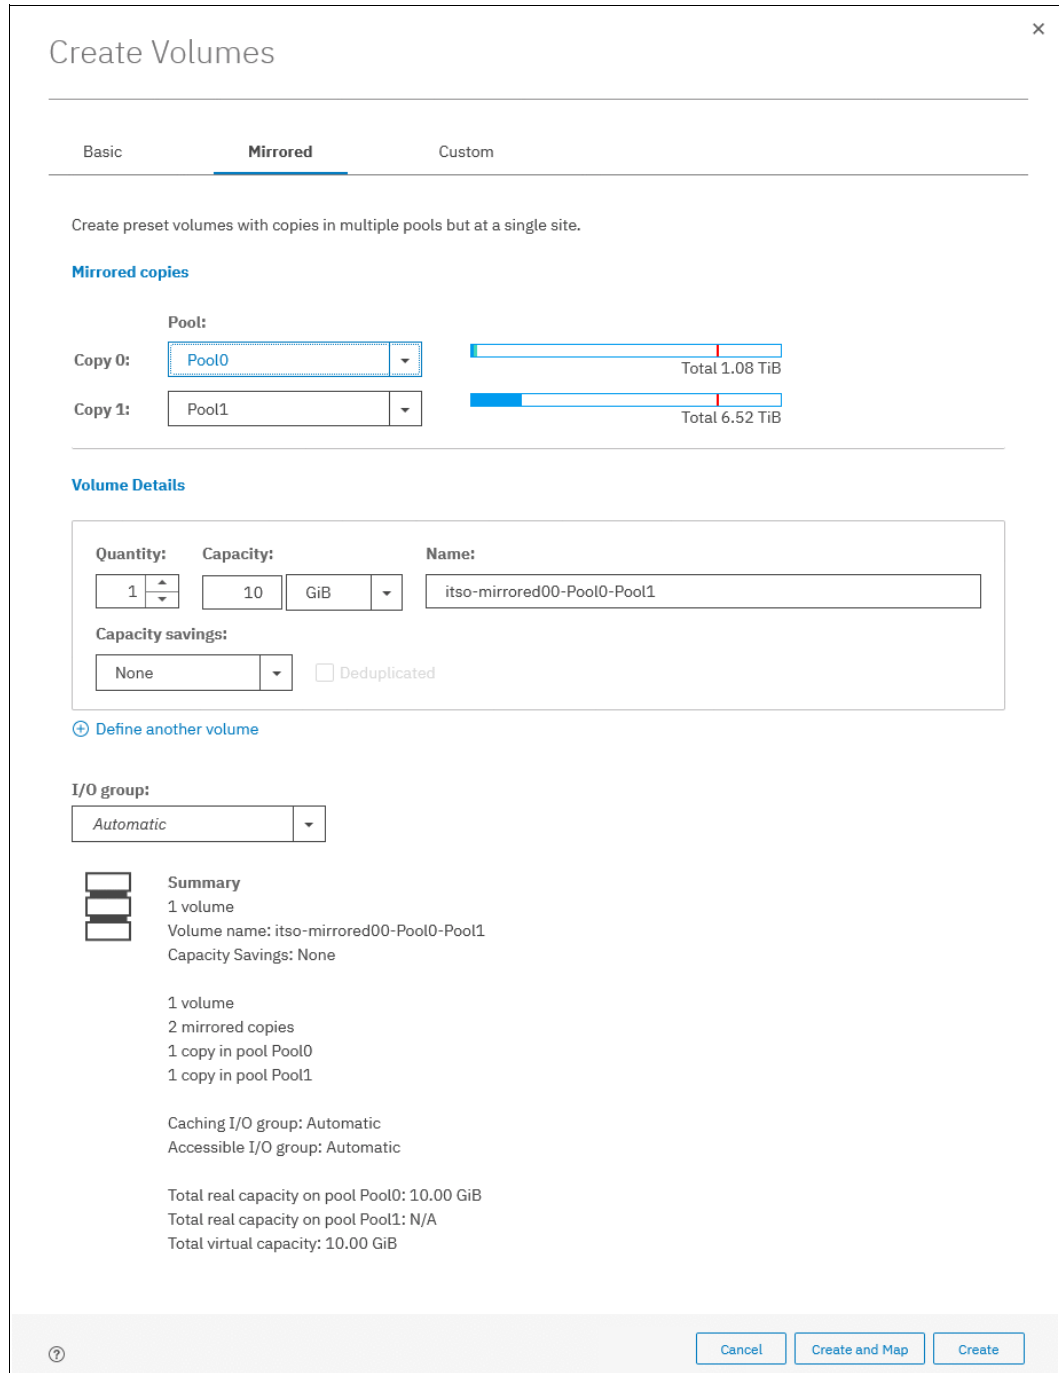 Create Volumes
Basic Mirrored Custom
Create preset volumes with copies in multiple pools but at a single site.
Mirrored copies
Pool:
Copy 0: Pool0
Total 1.08 TiB
Copy 1: Pool1
Total 6.52 TiB
Volume Details
Quantity: Capacity: Name:
1 10 GiB itso-mirrored00-Pool0-Pool1
Capacity savings:
None Deduplicated
Define another volume
I/O group:
Automatic
Summary
1 volume
Volume name: itso-mirrored00-Pool0-Pool1
Capacity Savings: None
1 volume
2 mirrored copies
1 copy in pool Pool0
1 copy in pool Pool1
Caching I/O group: Automatic
Accessible I/O group: Automatic
Total real capacity on pool Pool0: 10.00 GiB
Total real capacity on pool Pool1: N/A
Total virtual capacity: 10.00 GiB
? Cancel Create and Map Create